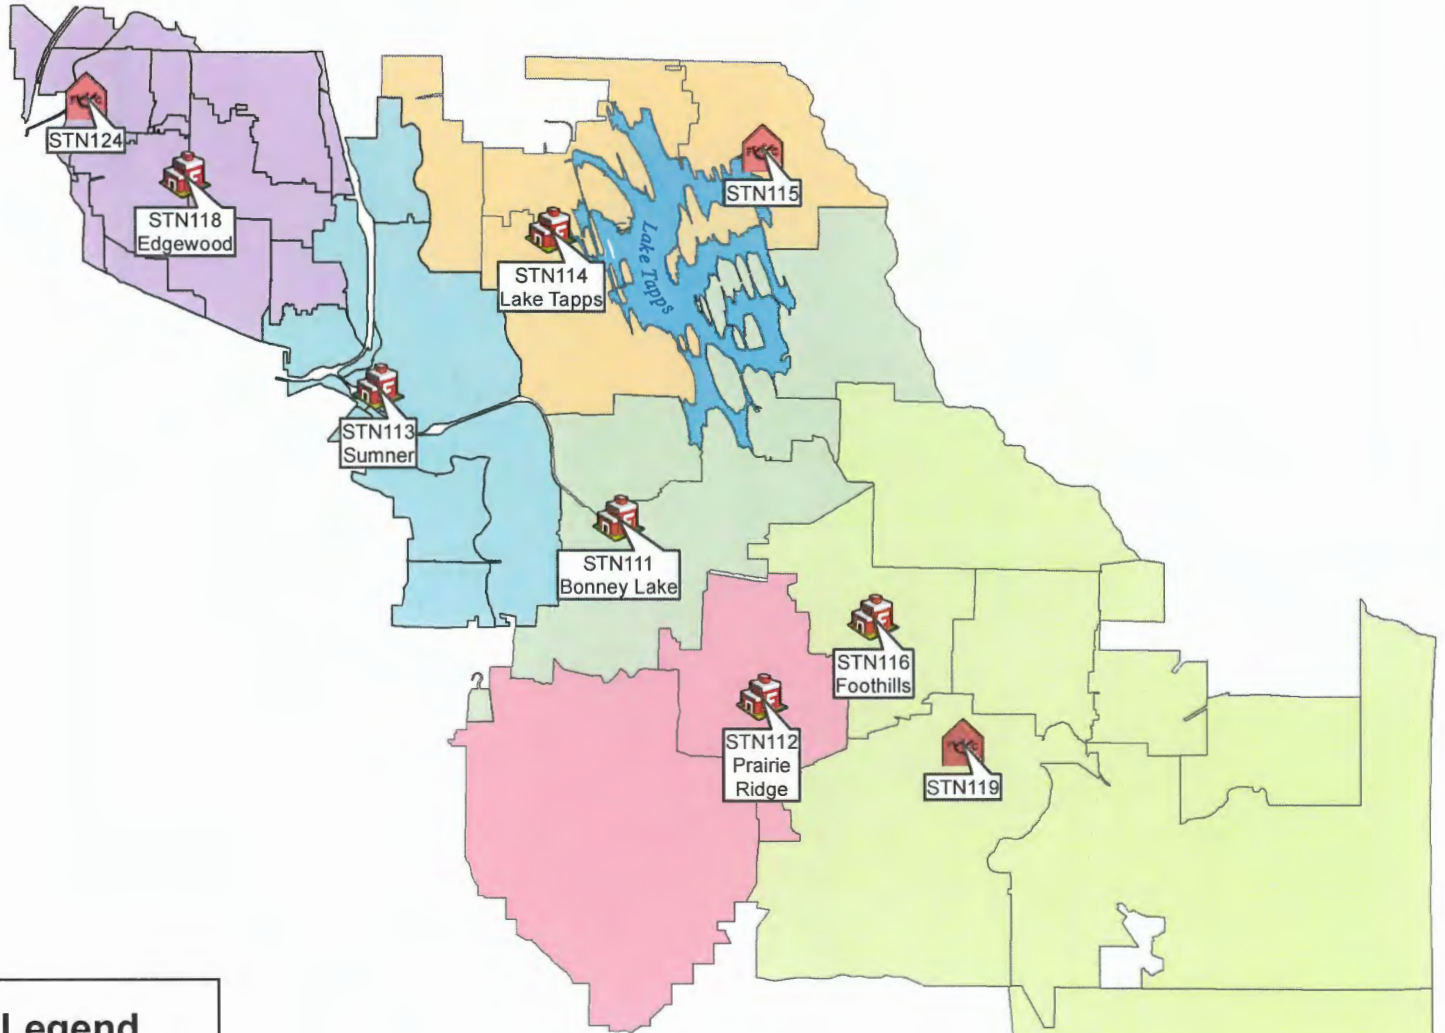 STN124
STN118
Edgewood
STN115
STN114
Lake Tapps
Lake Tapps
STN113
Sumner
STN111
Bonney Lake
STN116
Foothills
STN112
Prairie
Ridge
STN119
Legend